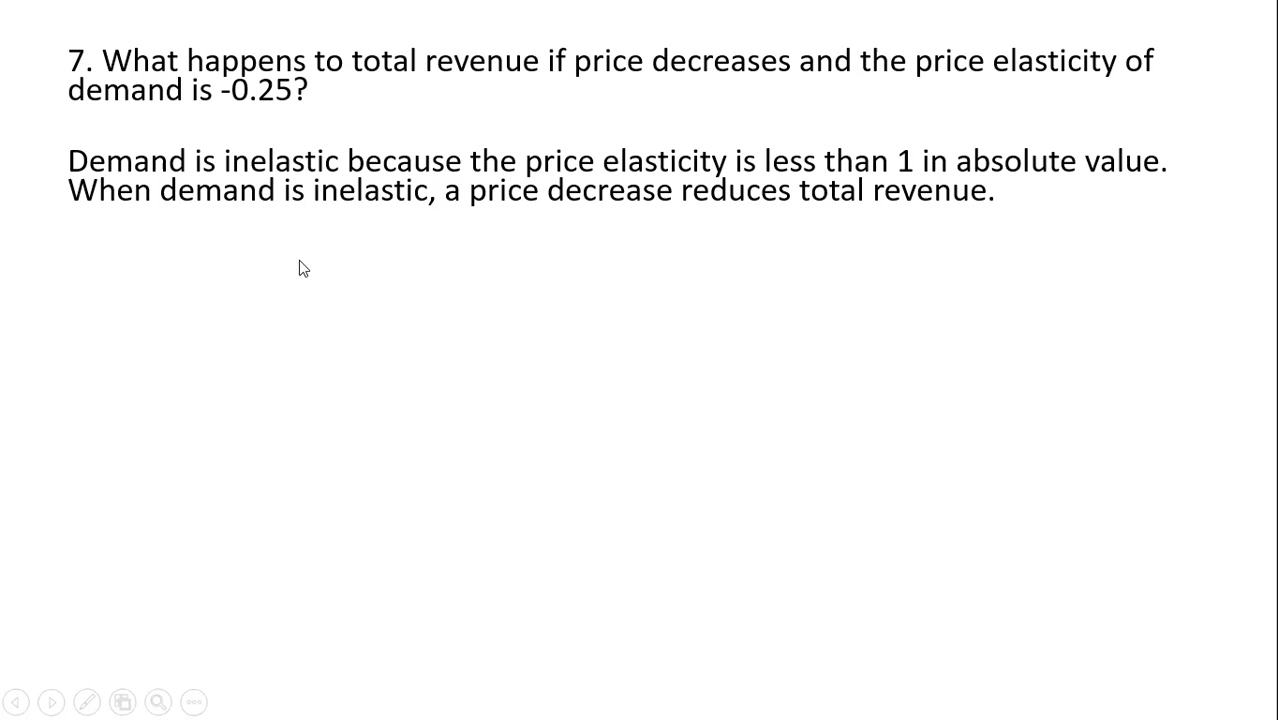 7. What happens to total revenue if price decreases and the price elasticity of
demand is -0.25?
Demand is inelastic because the price elasticity is less than 1 in absolute value.
When demand is inelastic, a price decrease reduces total revenue.